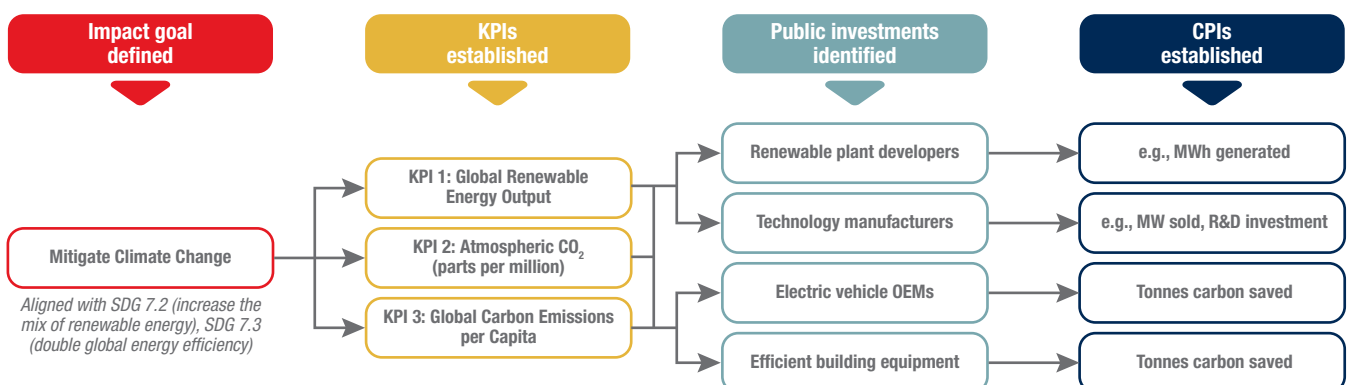 Impact goal
defined
KPIs
established
Public investments
identified
CPIs
established
Mitigate Climate Change
Aligned with SDG 7.2 (increase the
mix of renewable energy), SDG 7.3
(double global energy efficiency)
KPI 1: Global Renewable
Energy Output
KPI 2: Atmospheric CO₂
(parts per million)
KPI 3: Global Carbon Emissions
per Capita
Renewable plant developers
Technology manufacturers
Electric vehicle OEMs
Efficient building equipment
e.g., MWh generated
e.g., MW sold, R&D investment
Tonnes carbon saved
Tonnes carbon saved